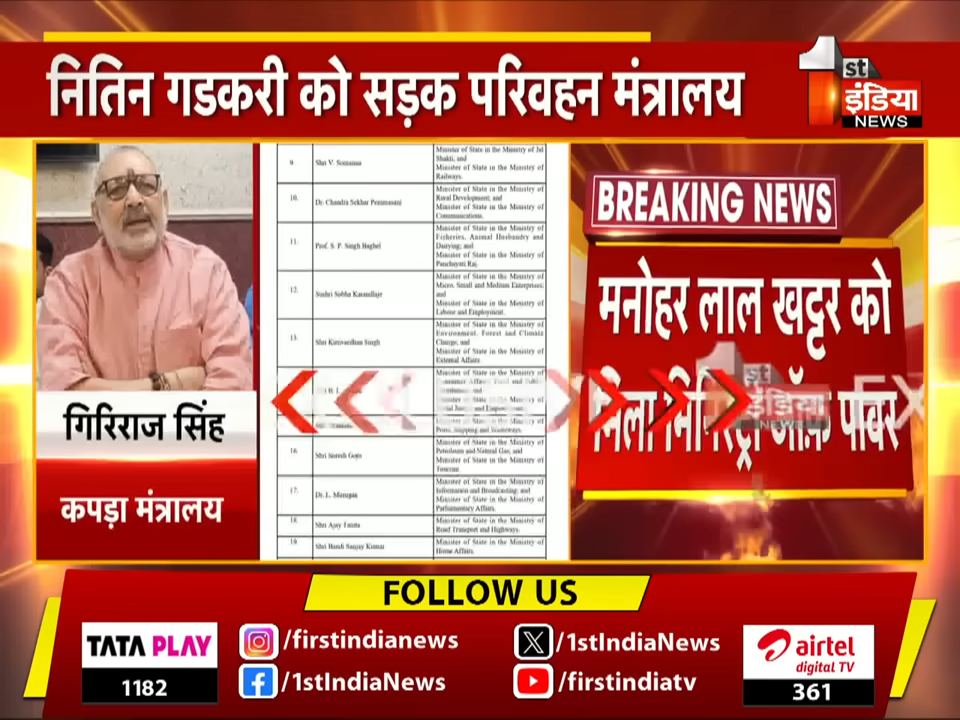 नितिन गडकरी को सड़क परिवहन मंत्रालय
1st
इंडिया
NEWS
BREAKING NEWS
मनोहर लाल खट्टर को
मिला मिनिस्ट्री ऑफ़ पॉवर
गिरिराज सिंह
कपड़ा मंत्रालय
9. Shri V. Somanna
Minister of State in the Ministry of Jal
Shakti; and
Minister of State in the Ministry of
Railways.
10. Dr. Chandra Sekhar Pemmasani
Minister of State in the Ministry of
Rural Development; and
Minister of State in the Ministry of
Communications.
11. Prof. S. P. Singh Baghel
Minister of State in the Ministry of
Fisheries, Animal Husbandry and
Dairying; and
Minister of State in the Ministry of
Panchayati Raj.
12. Sushri Sobha Karandlaje
Minister of State in the Ministry of
Micro, Small and Medium Enterprises;
and
Minister of State in the Ministry of
Labour and Employment.
13. Shri Kirtivardhan Singh
Minister of State in the Ministry of
Environment, Forest and Climate
Change; and
Minister of State in the Ministry of
External Affairs.
Minister of State in the Ministry of
16. Shri Suresh Gopi
Minister of State in the Ministry of
Petroleum and Natural Gas; and
Minister of State in the Ministry of
Tourism.
17. Dr. L. Murugan
Minister of State in the Ministry of
Information and Broadcasting; and
Minister of State in the Ministry of
Parliamentary Affairs.
18. Shri Ajay Tamta
Minister of State in the Ministry of
Road Transport and Highways.
19. Shri Bandi Sanjay Kumar
Minister of State in the Ministry of
Home Affairs.
FOLLOW US
TATA PLAY
1182
/firstindianews
/1stIndiaNews
/1stIndiaNews
/firstindiatv
airtel
digital TV
361